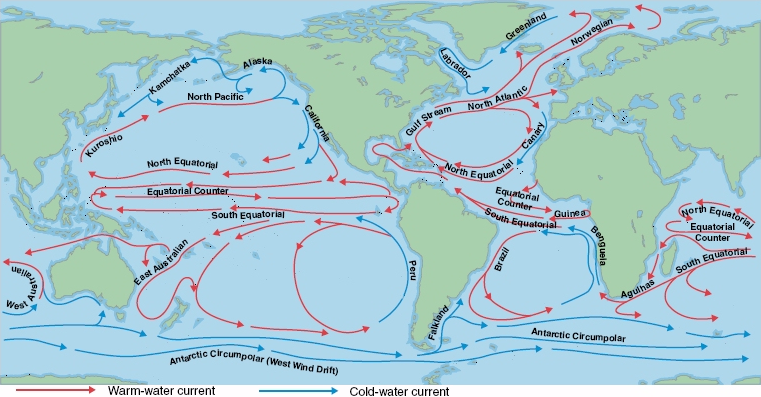 Greenland
Norwegian
Labrador
Alaska
Kamchatka
North Pacific
California
Kuroshio
Gulf Stream
North Atlantic
Canary
North Equatorial
North Equatorial
Equatorial Counter
Equatorial
Counter
South Equatorial
South Equatorial
Guinea
North Equatorial
Equatorial
Counter
South Equatorial
East Australian
West Australian
Peru
Brazil
Benguela
Agulhas
Falkland
Antarctic Circumpolar
Antarctic Circumpolar (West Wind Drift)
Warm-water current
Cold-water current